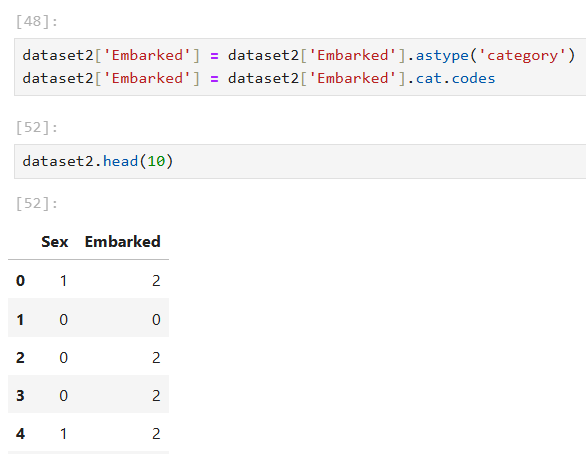 [48]:
dataset2['Embarked'] = dataset2['Embarked'].astype('category')
dataset2['Embarked'] = dataset2['Embarked'].cat.codes
[52]:
dataset2.head(10)
[52]:
Sex Embarked
0 1 2
1 0 0
2 0 2
3 0 2
4 1 2